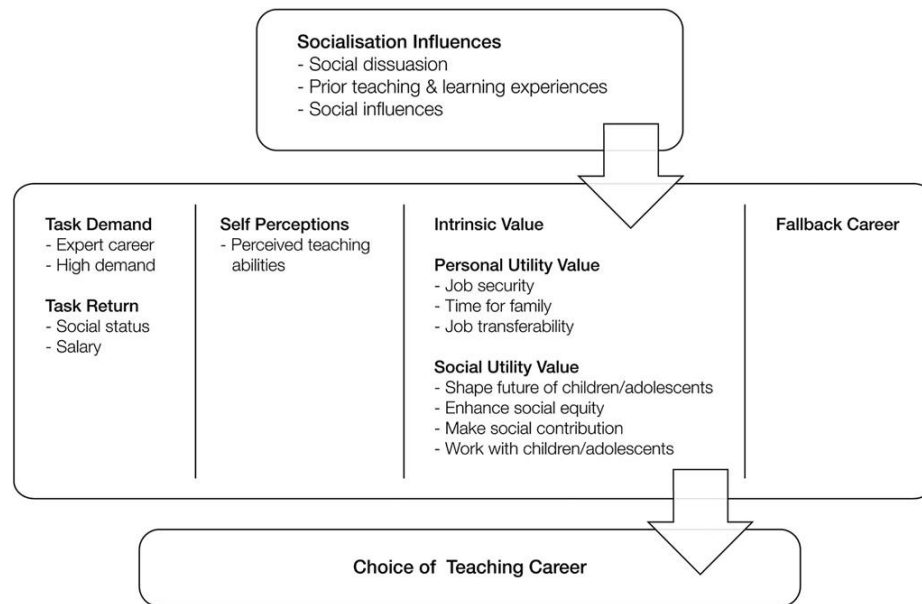 Socialisation Influences
- Social dissuasion
- Prior teaching & learning experiences
- Social influences
Task Demand
- Expert career
- High demand
Task Return
- Social status
- Salary
Self Perceptions
- Perceived teaching
abilities
Intrinsic Value
Personal Utility Value
- Job security
- Time for family
- Job transferability
Social Utility Value
- Shape future of children/adolescents
- Enhance social equity
- Make social contribution
- Work with children/adolescents
Fallback Career
Choice of Teaching Career